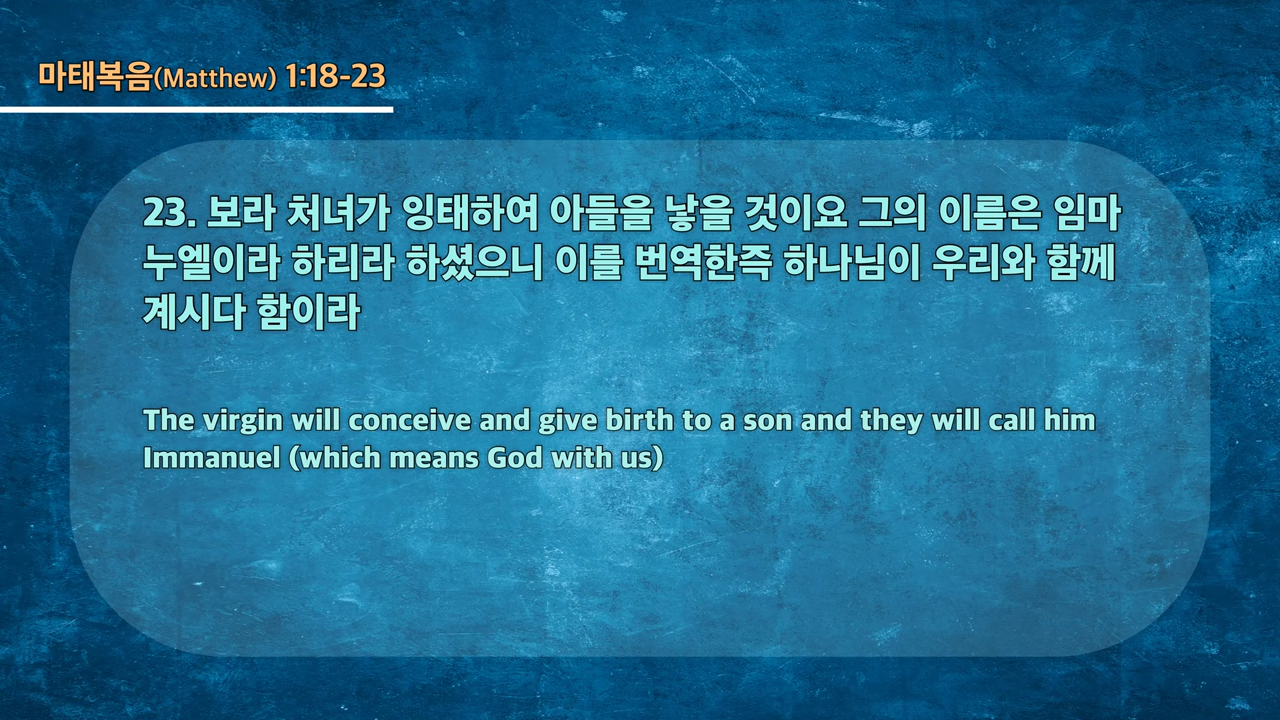 마태복음(Matthew) 1:18-23
23. 보라 처녀가 잉태하여 아들을 낳을 것이요 그의 이름은 임마
누엘이라 하리라 하셨으니 이를 번역한즉 하나님이 우리와 함께
계시다 함이라
The virgin will conceive and give birth to a son and they will call him
Immanuel (which means God with us)